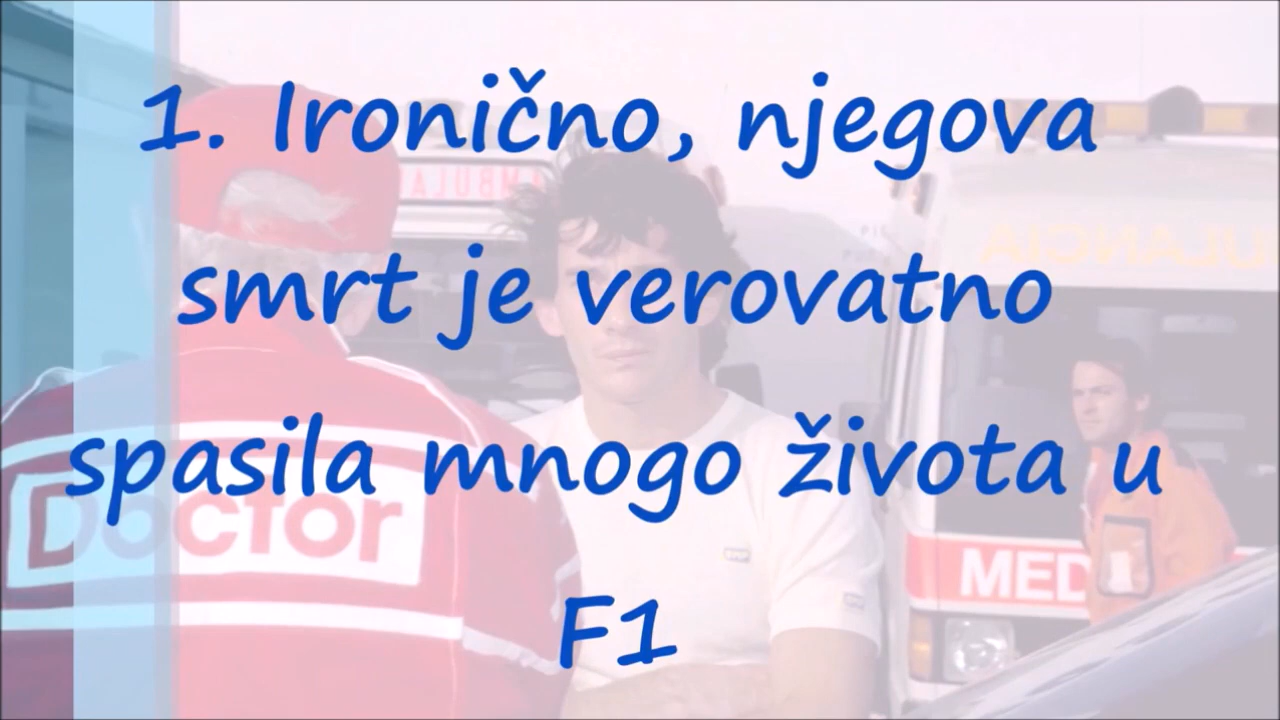 1. Ironično, njegova
smrt je verovatno
spasila mnogo života u
F1
Doctor
MED